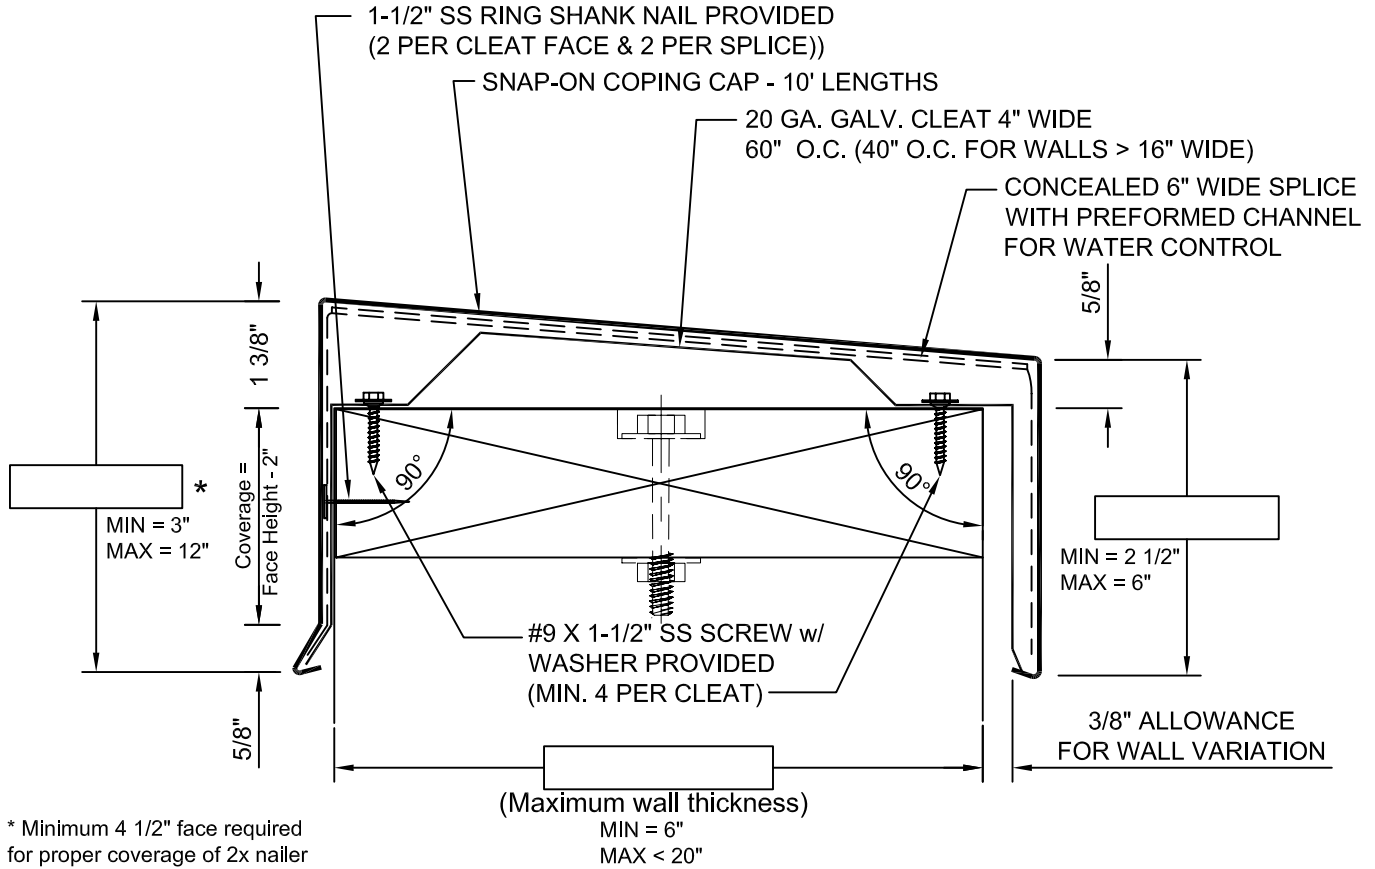 1-1/2" SS RING SHANK NAIL PROVIDED
(2 PER CLEAT FACE & 2 PER SPLICE))
SNAP-ON COPING CAP - 10' LENGTHS
20 GA. GALV. CLEAT 4" WIDE
60" O.C. (40" O.C. FOR WALLS > 16" WIDE)
CONCEALED 6" WIDE SPLICE
WITH PREFORMED CHANNEL
FOR WATER CONTROL
5/8"
1 3/8"
90°
90°
*
MIN = 3"
MAX = 12"
Coverage =
Face Height - 2"
MIN = 2 1/2"
MAX = 6"
#9 X 1-1/2" SS SCREW w/
WASHER PROVIDED
(MIN. 4 PER CLEAT)
5/8"
3/8" ALLOWANCE
FOR WALL VARIATION
(Maximum wall thickness)
MIN = 6"
MAX < 20"
* Minimum 4 1/2" face required
for proper coverage of 2x nailer